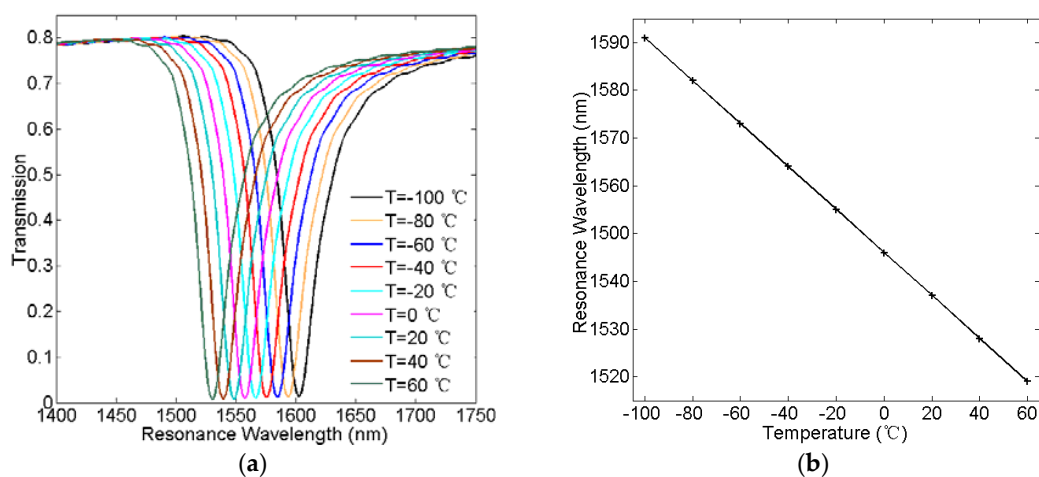 0.8
0.7
0.6
0.5
0.4
0.3
0.2
0.1
0
Transmission
T=-100 ℃
T=-80 ℃
T=-60 ℃
T=-40 ℃
T=-20 ℃
T=0 ℃
T=20 ℃
T=40 ℃
T=60 ℃
1400 1450 1500 1550 1600 1650 1700 1750
Resonance Wavelength (nm)
(a)
1590
1580
1570
1560
1550
1500
1530
1520
Resonance Wavelength (nm)
-100 -80 -60 -40 -20 0 20 40 60
Temperature (℃)
(b)